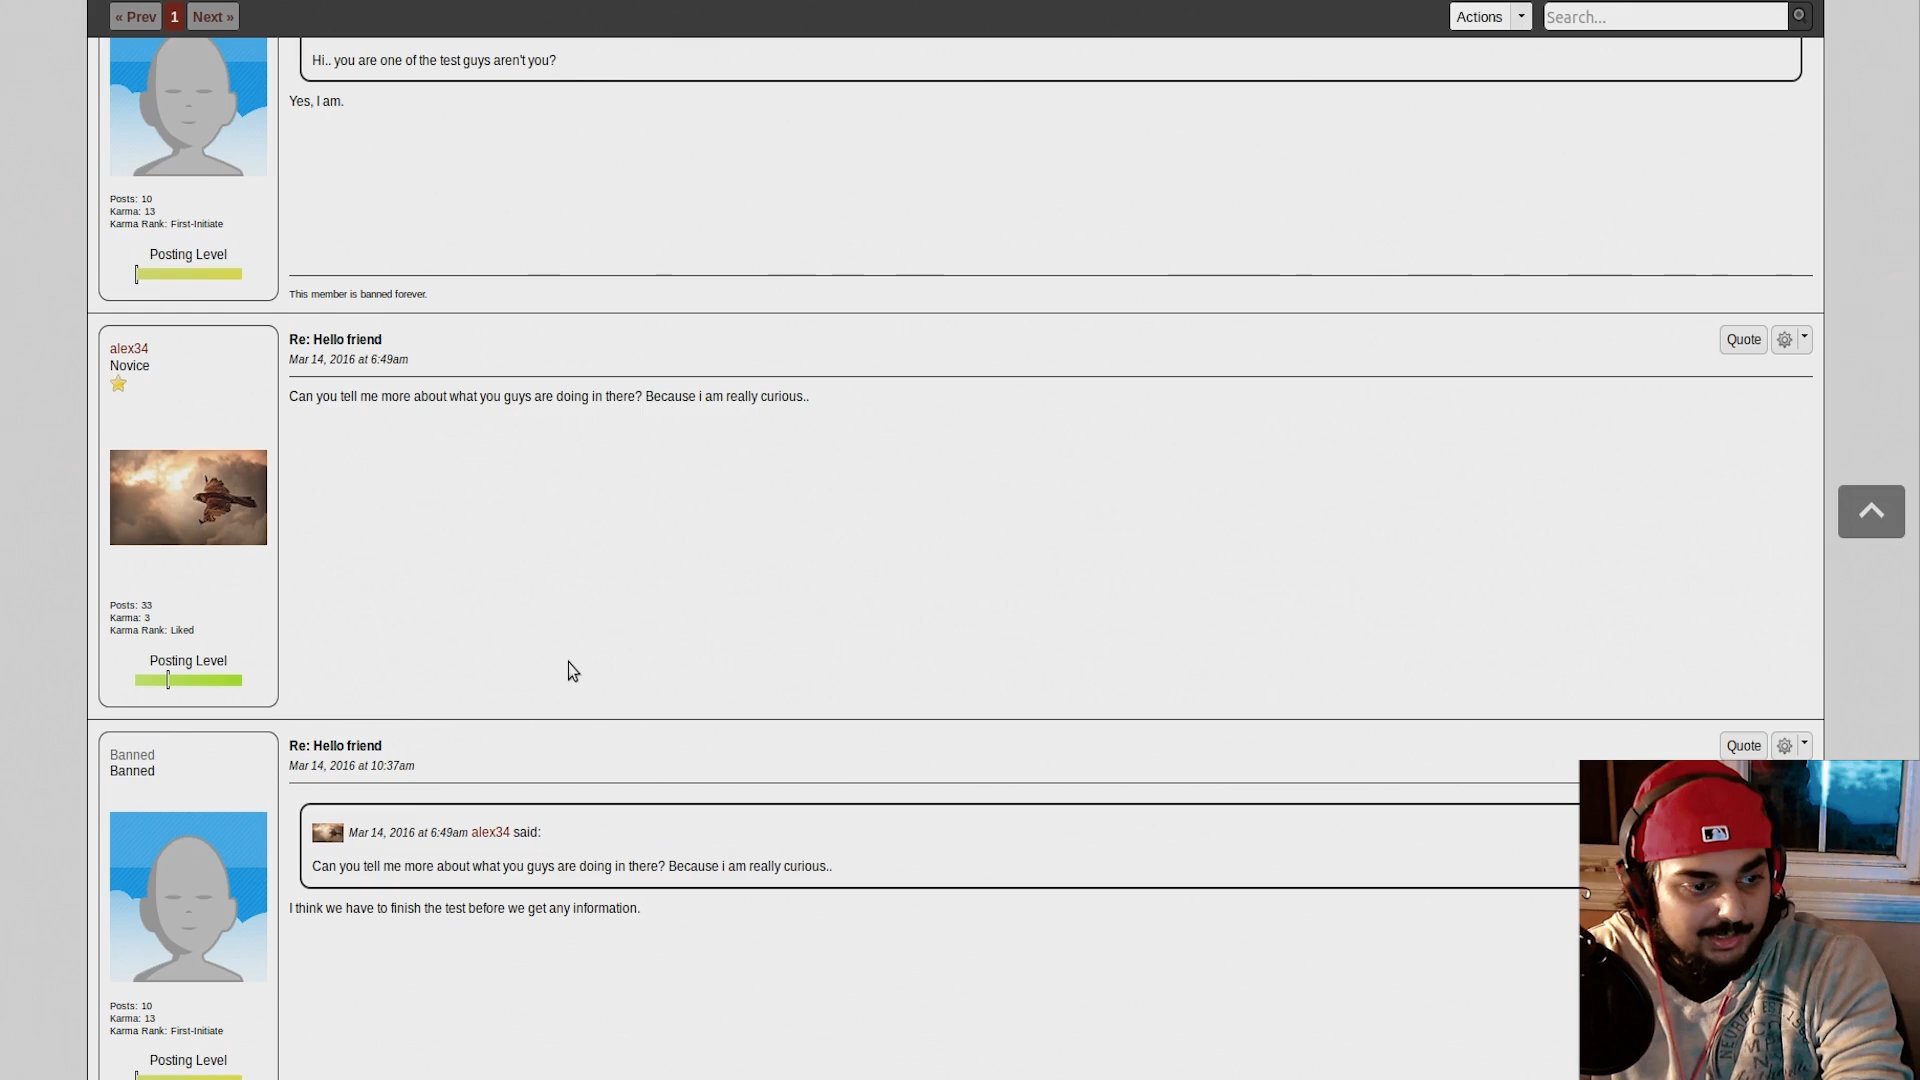 « Prev 1 Next »
Actions
Search...
Hi.. you are one of the test guys aren't you?
Yes, I am.
Posts: 10
Karma: 13
Karma Rank: First-Initiate
Posting Level
This member is banned forever.
alex34
Novice
Re: Hello friend
Mar 14, 2016 at 6:49am
Quote
Can you tell me more about what you guys are doing in there? Because i am really curious..
Posts: 33
Karma: 3
Karma Rank: Liked
Posting Level
Banned
Banned
Re: Hello friend
Mar 14, 2016 at 10:37am
Quote
Mar 14, 2016 at 6:49am alex34 said:
Can you tell me more about what you guys are doing in there? Because i am really curious..
I think we have to finish the test before we get any information.
Posts: 10
Karma: 13
Karma Rank: First-Initiate
Posting Level